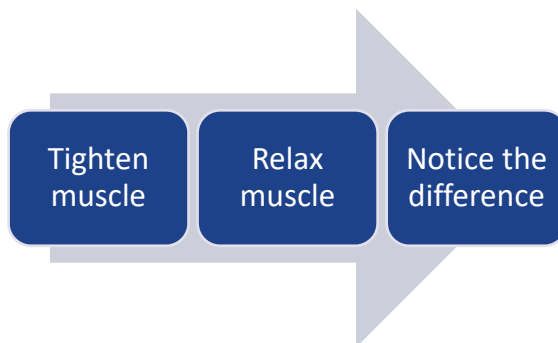 Tighten
muscle
Relax
muscle
Notice the
difference